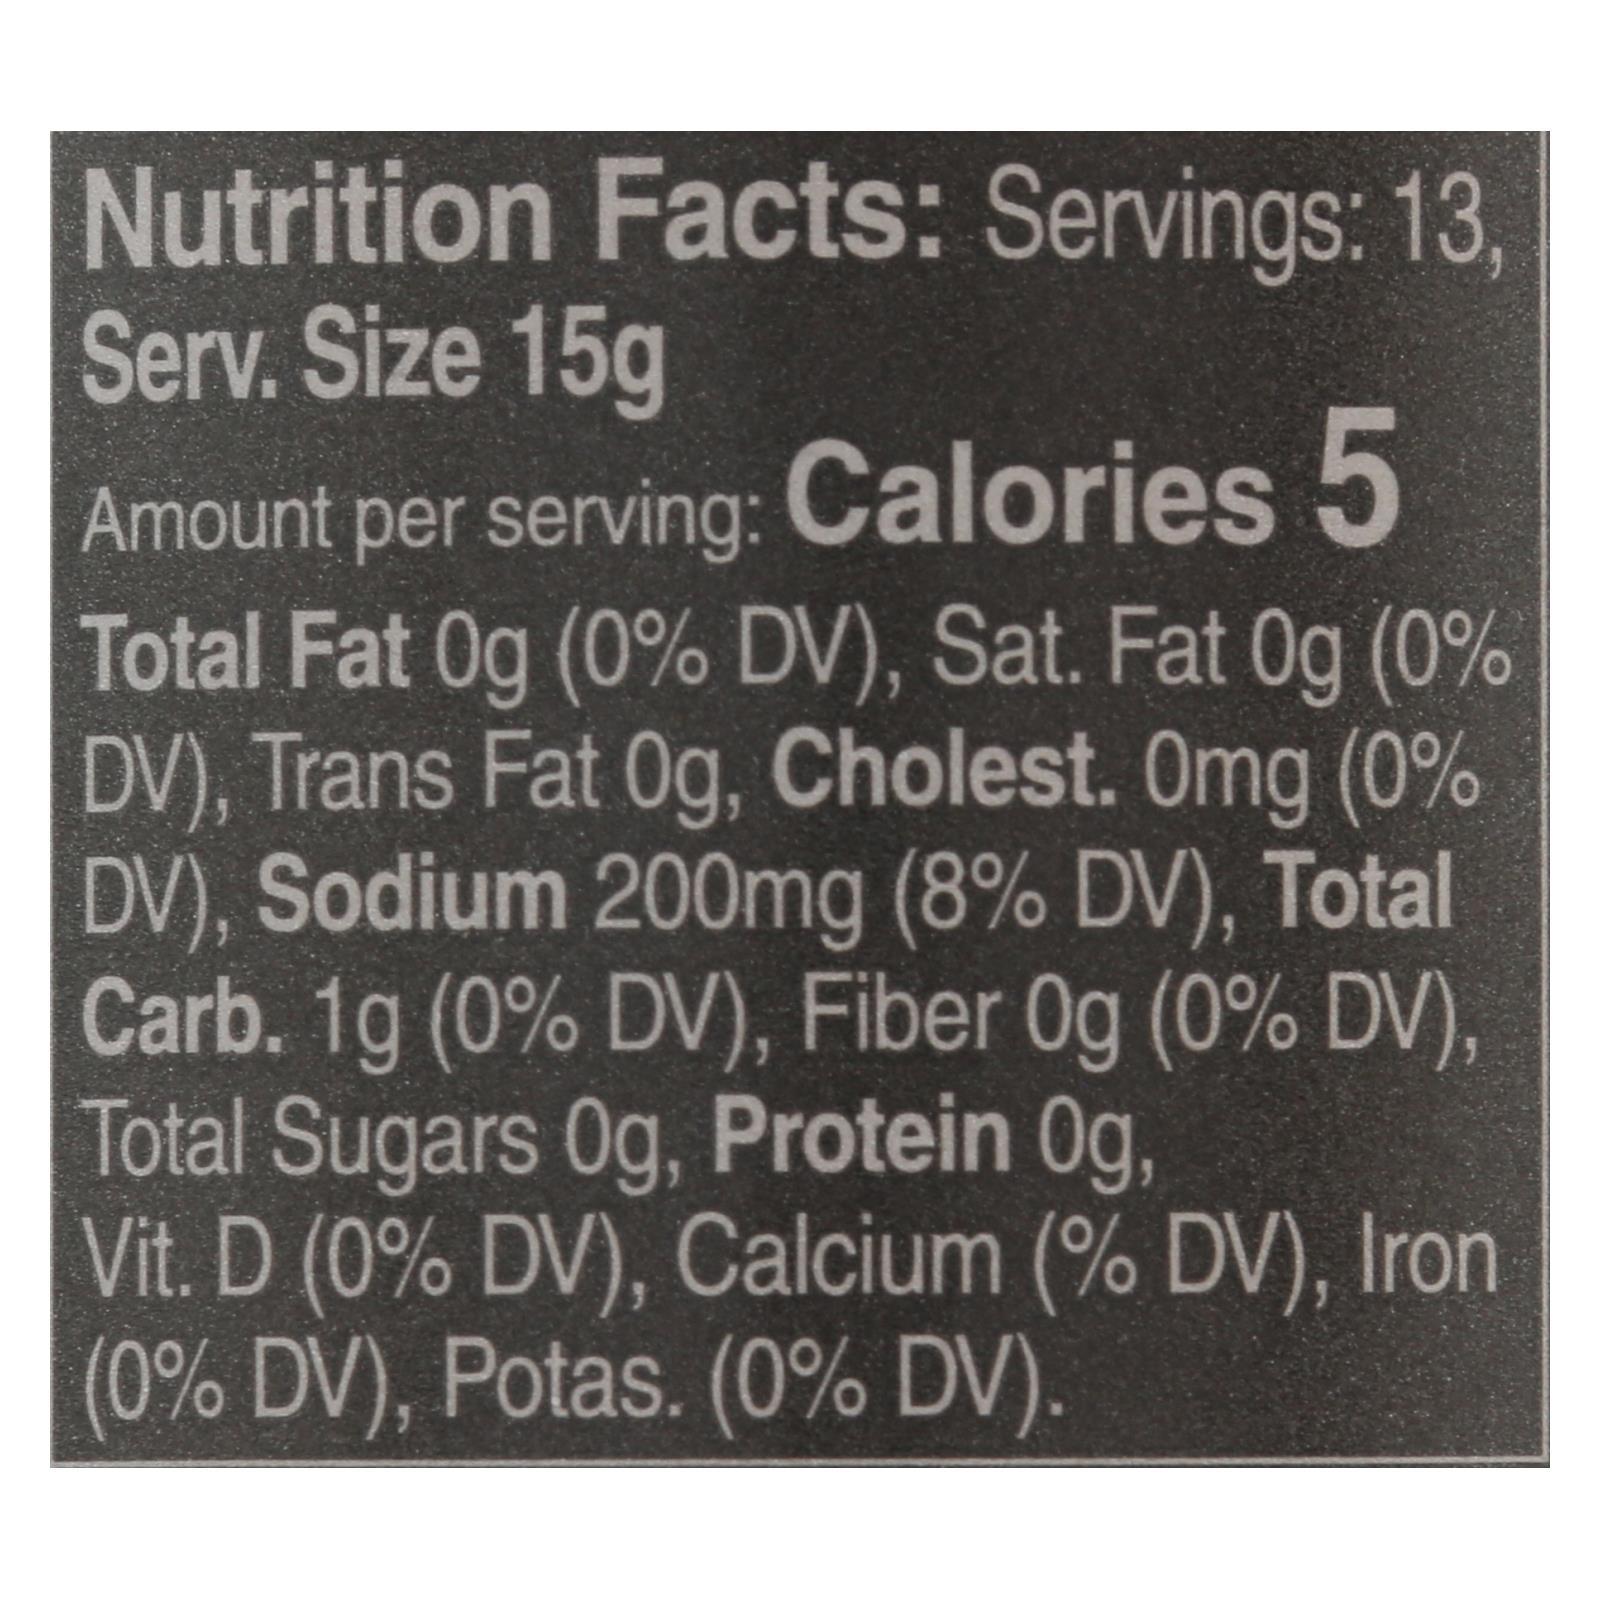 Nutrition Facts: Servings: 13,
Serv. Size 15g
Amount per serving: Calories 5
Total Fat 0g (0% DV), Sat. Fat 0g (0%
DV), Trans Fat 0g, Cholest. 0mg (0%
DV), Sodium 200mg (8% DV), Total
Carb. 1g (0% DV), Fiber 0g (0% DV),
Total Sugars 0g, Protein 0g,
Vit. D (0% DV), Calcium (% DV), Iron
(0% DV), Potas. (0% DV).